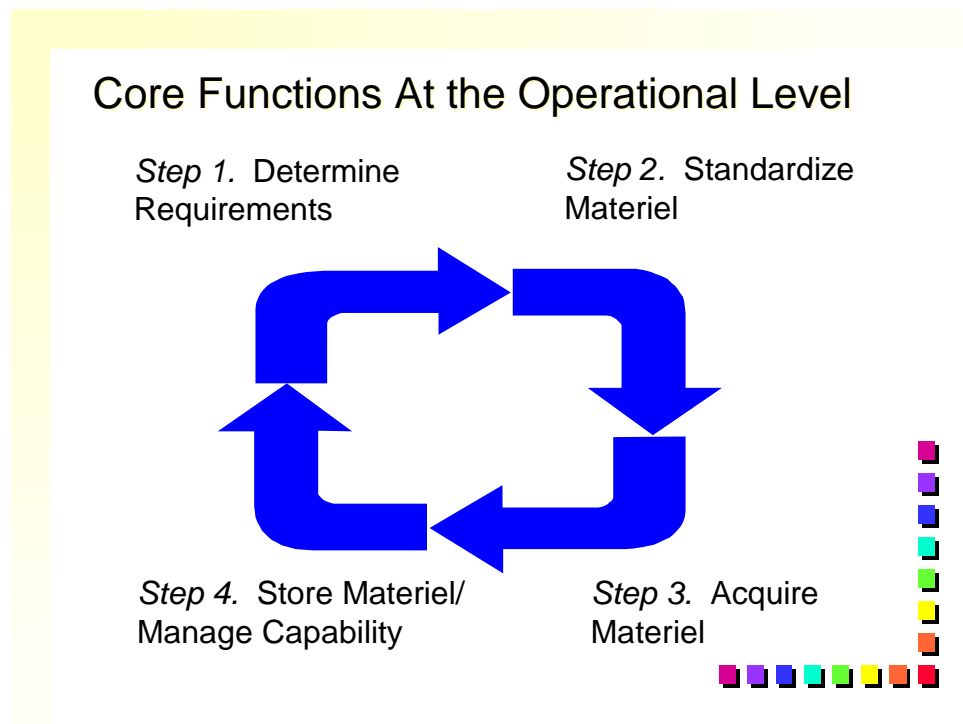 Core Functions At the Operational Level
Step 1. Determine
Requirements
Step 2. Standardize
Materiel
Step 3. Acquire
Materiel
Step 4. Store Materiel/
Manage Capability